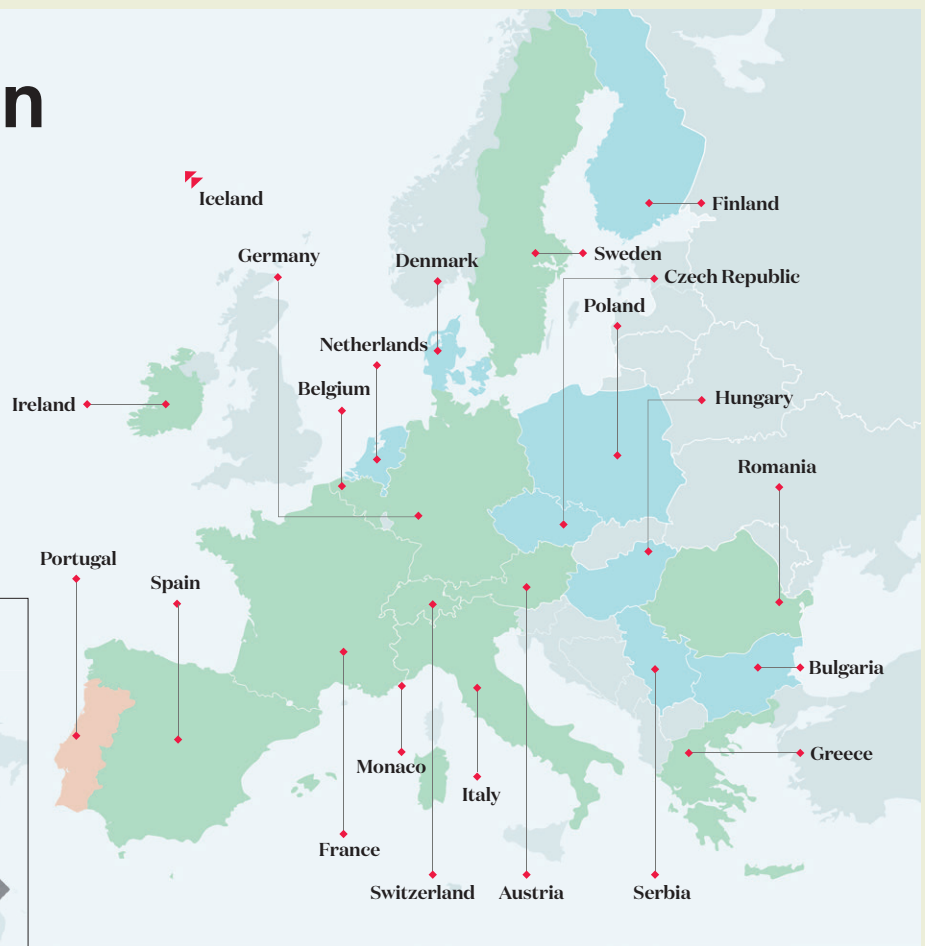 n
Iceland
Finland
Germany
Denmark
Sweden
Czech Republic
Poland
Netherlands
Belgium
Hungary
Ireland
Romania
Portugal
Spain
Bulgaria
Greece
Monaco
Italy
France
Switzerland
Austria
Serbia